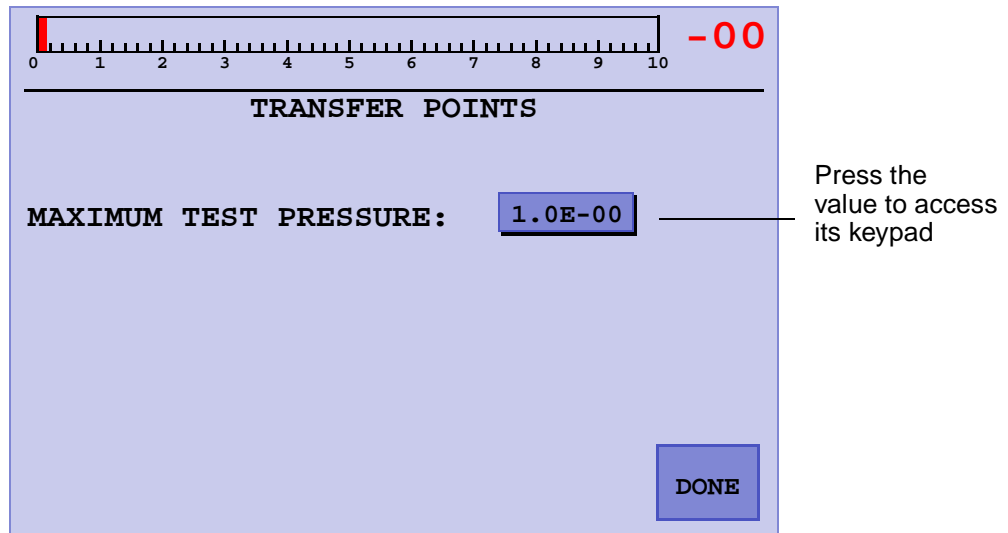 -00
0 1 2 3 4 5 6 7 8 9 10
TRANSFER POINTS
MAXIMUM TEST PRESSURE: 1.0E-00
Press the
value to access
its keypad
DONE